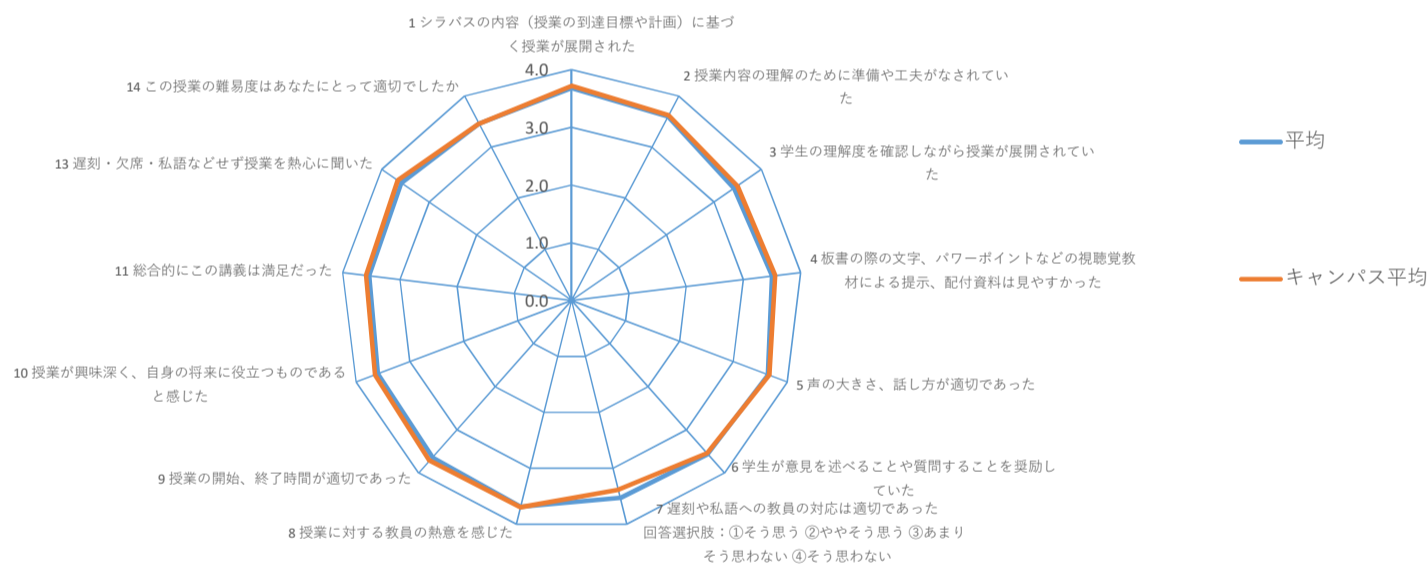 1 シラバスの内容（授業の到達目標や計画）に基づ
く授業が展開された
2 授業内容の理解のために準備や工夫がなされてい
た
3 学生の理解度を確認しながら授業が展開されてい
た
4 板書の際の文字、パワーポイントなどの視聴覚教
材による提示、配付資料は見やすかった
5 声の大きさ、話し方が適切であった
6 学生が意見を述べることや質問することを奨励し
ていた
7 遅刻や私語への教員の対応は適切であった
回答選択肢：①そう思う ②ややそう思う ③あまり
そう思わない ④そう思わない
8 授業に対する教員の熱意を感じた
9 授業の開始、終了時間が適切であった
10 授業が興味深く、自身の将来に役立つものである
と感じた
11 総合的にこの講義は満足だった
13 遅刻・欠席・私語などせず授業を熱心に聞いた
14 この授業の難易度はあなたにとって適切でしたか
4.0
3.0
2.0
1.0
0.0
平均
キャンパス平均